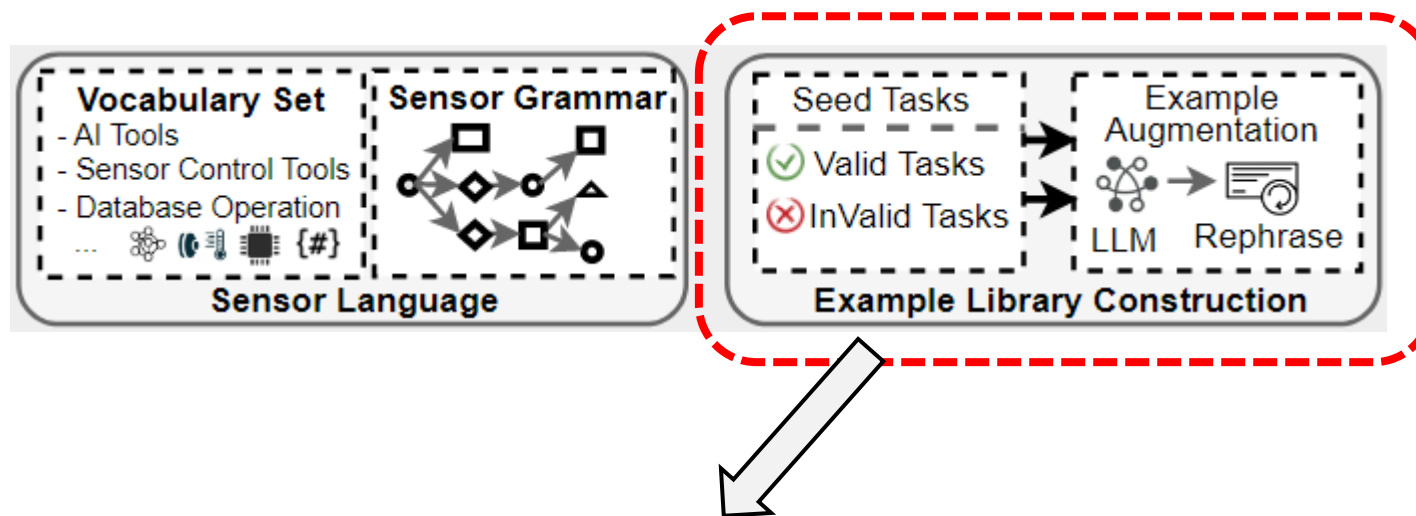 Vocabulary Set
- AI Tools
- Sensor Control Tools
- Database Operation
...
{#}
Sensor Grammar
Sensor Language
Seed Tasks
Valid Tasks
InValid Tasks
Example
Augmentation
LLM
Rephrase
Example Library Construction